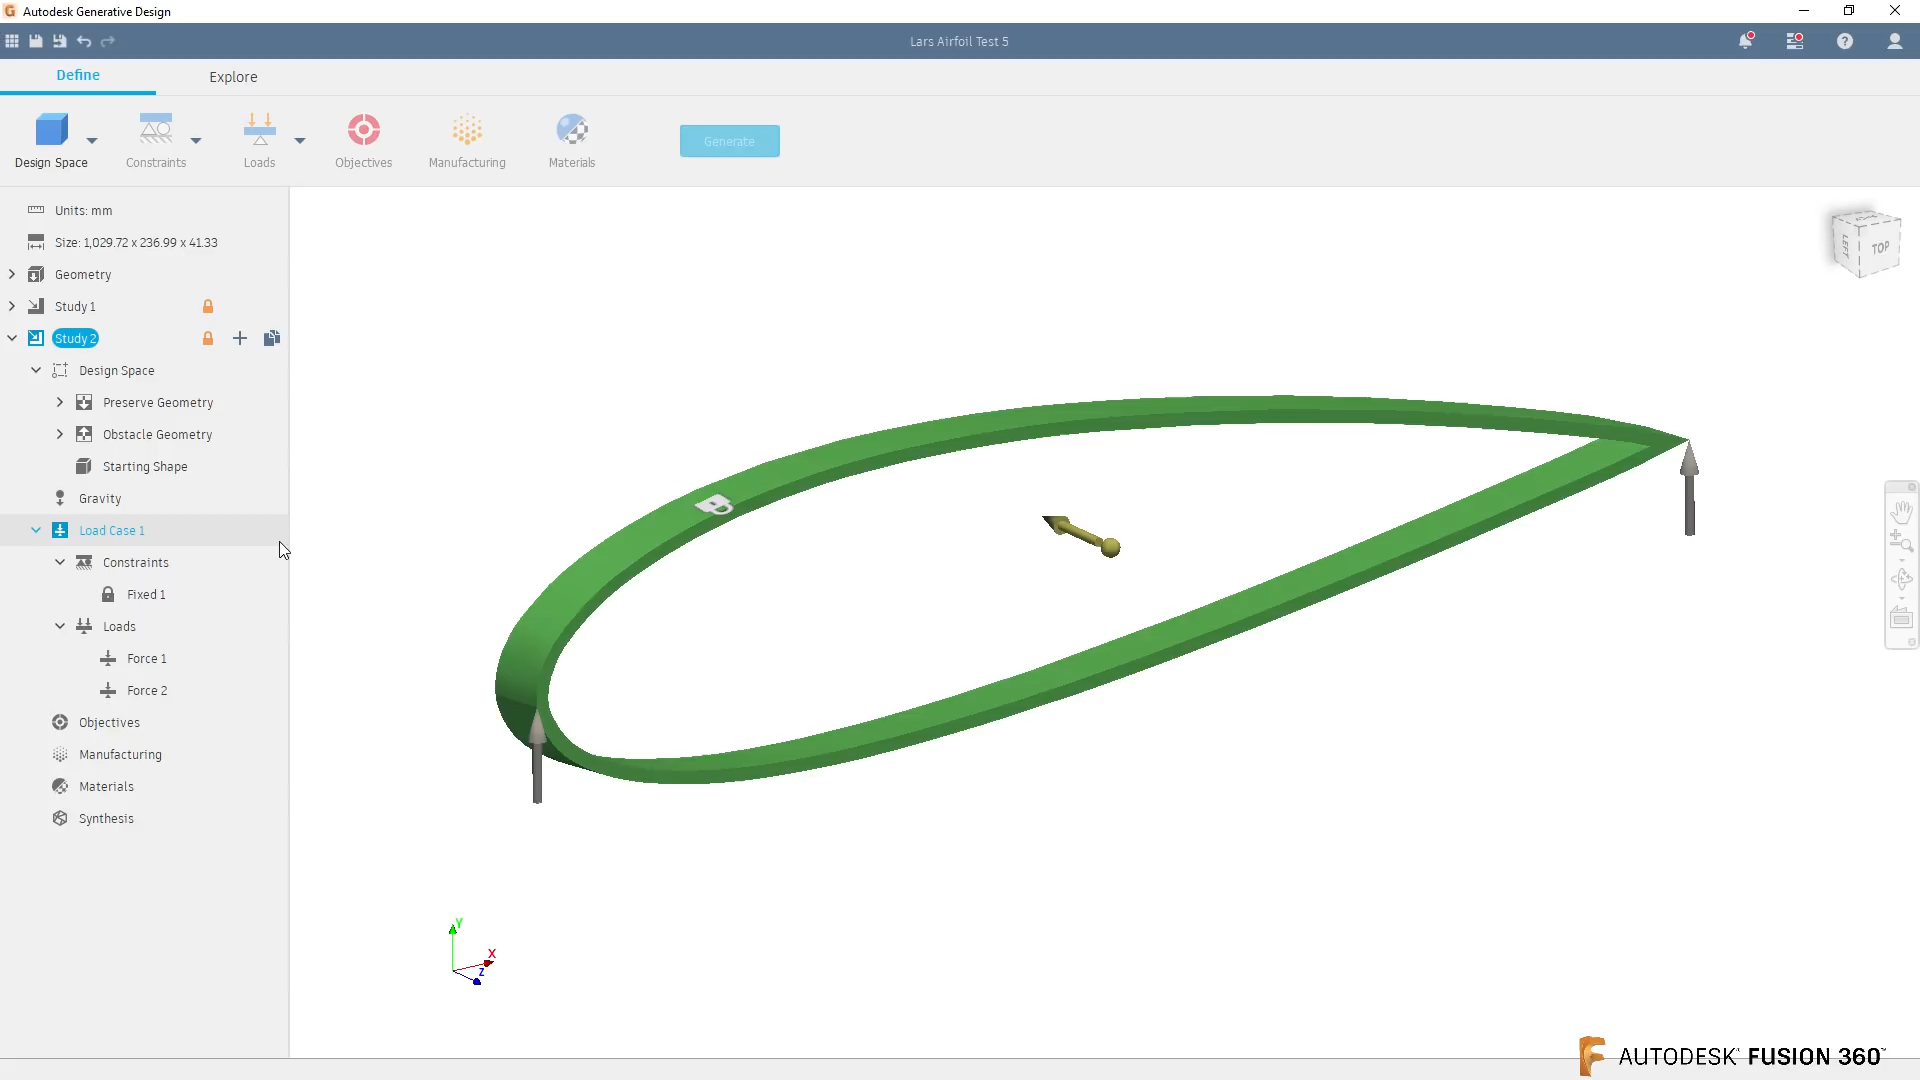 Autodesk Generative Design
Lars Airfoil Test 5
Define
Explore
Design Space
Constraints
Loads
Objectives
Manufacturing
Materials
Generate
Units: mm
Size: 1,029.72 x 236.99 x 41.33
Geometry
Study 1
Study 2
Design Space
Preserve Geometry
Obstacle Geometry
Starting Shape
Gravity
Load Case 1
Constraints
Fixed 1
Loads
Force 1
Force 2
Objectives
Manufacturing
Materials
Synthesis
LEFT
TOP
Y
X
Z
AUTODESK FUSION 360